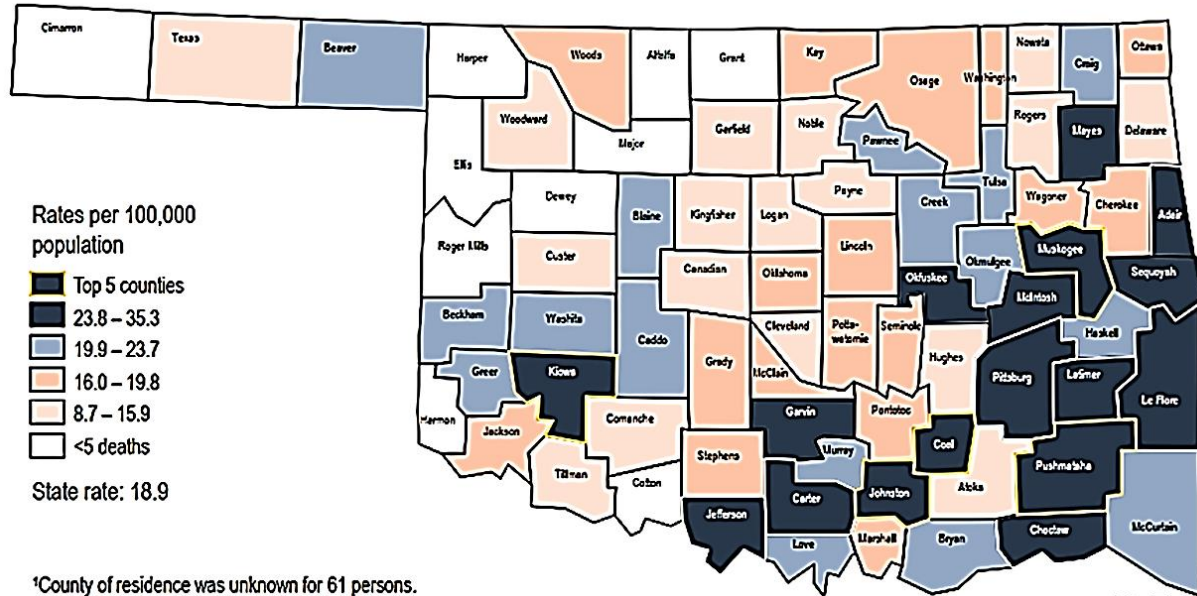 Cimarron
Texas
Beaver
Harper
Woods
Alfalfa
Grant
Kay
Osage
Washington
Nowata
Craig
Ottawa
Woodward
Major
Garfield
Noble
Pawnee
Rogers
Mayes
Delaware
Ellis
Dewey
Blaine
Kingfisher
Logan
Payne
Creek
Tulsa
Wagoner
Cherokee
Adair
Rates per 100,000
population
Top 5 counties
23.8 – 35.3
19.9 – 23.7
16.0 – 19.8
8.7 – 15.9
<5 deaths
State rate: 18.9
Roger Mills
Custer
Canadian
Oklahoma
Lincoln
Okfuskee
Okmulgee
Muskogee
McIntosh
Sequoyah
Beckham
Washita
Caddo
Grady
Cleveland
McClain
Potta-
watomie
Seminole
Hughes
Pittsburg
Haskell
Latimer
Le Flore
Greer
Kiowa
Harmon
Jackson
Comanche
Tillman
Cotton
Stephens
Garvin
Murray
Pontotoc
Coal
Pushmataha
Jefferson
Carter
Johnston
Atoka
Love
Marshall
Bryan
Choctaw
McCurtain
¹County of residence was unknown for 61 persons.